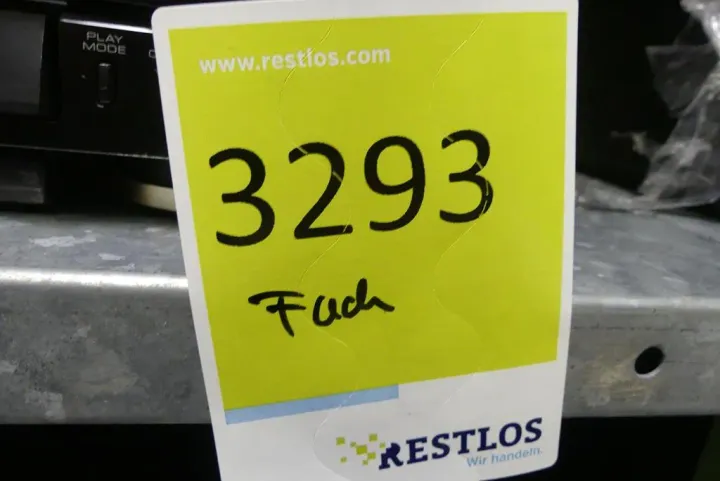 PLAY
MODE
www.restlos.com
3293
Fach
RESTLOS
Wir handeln.